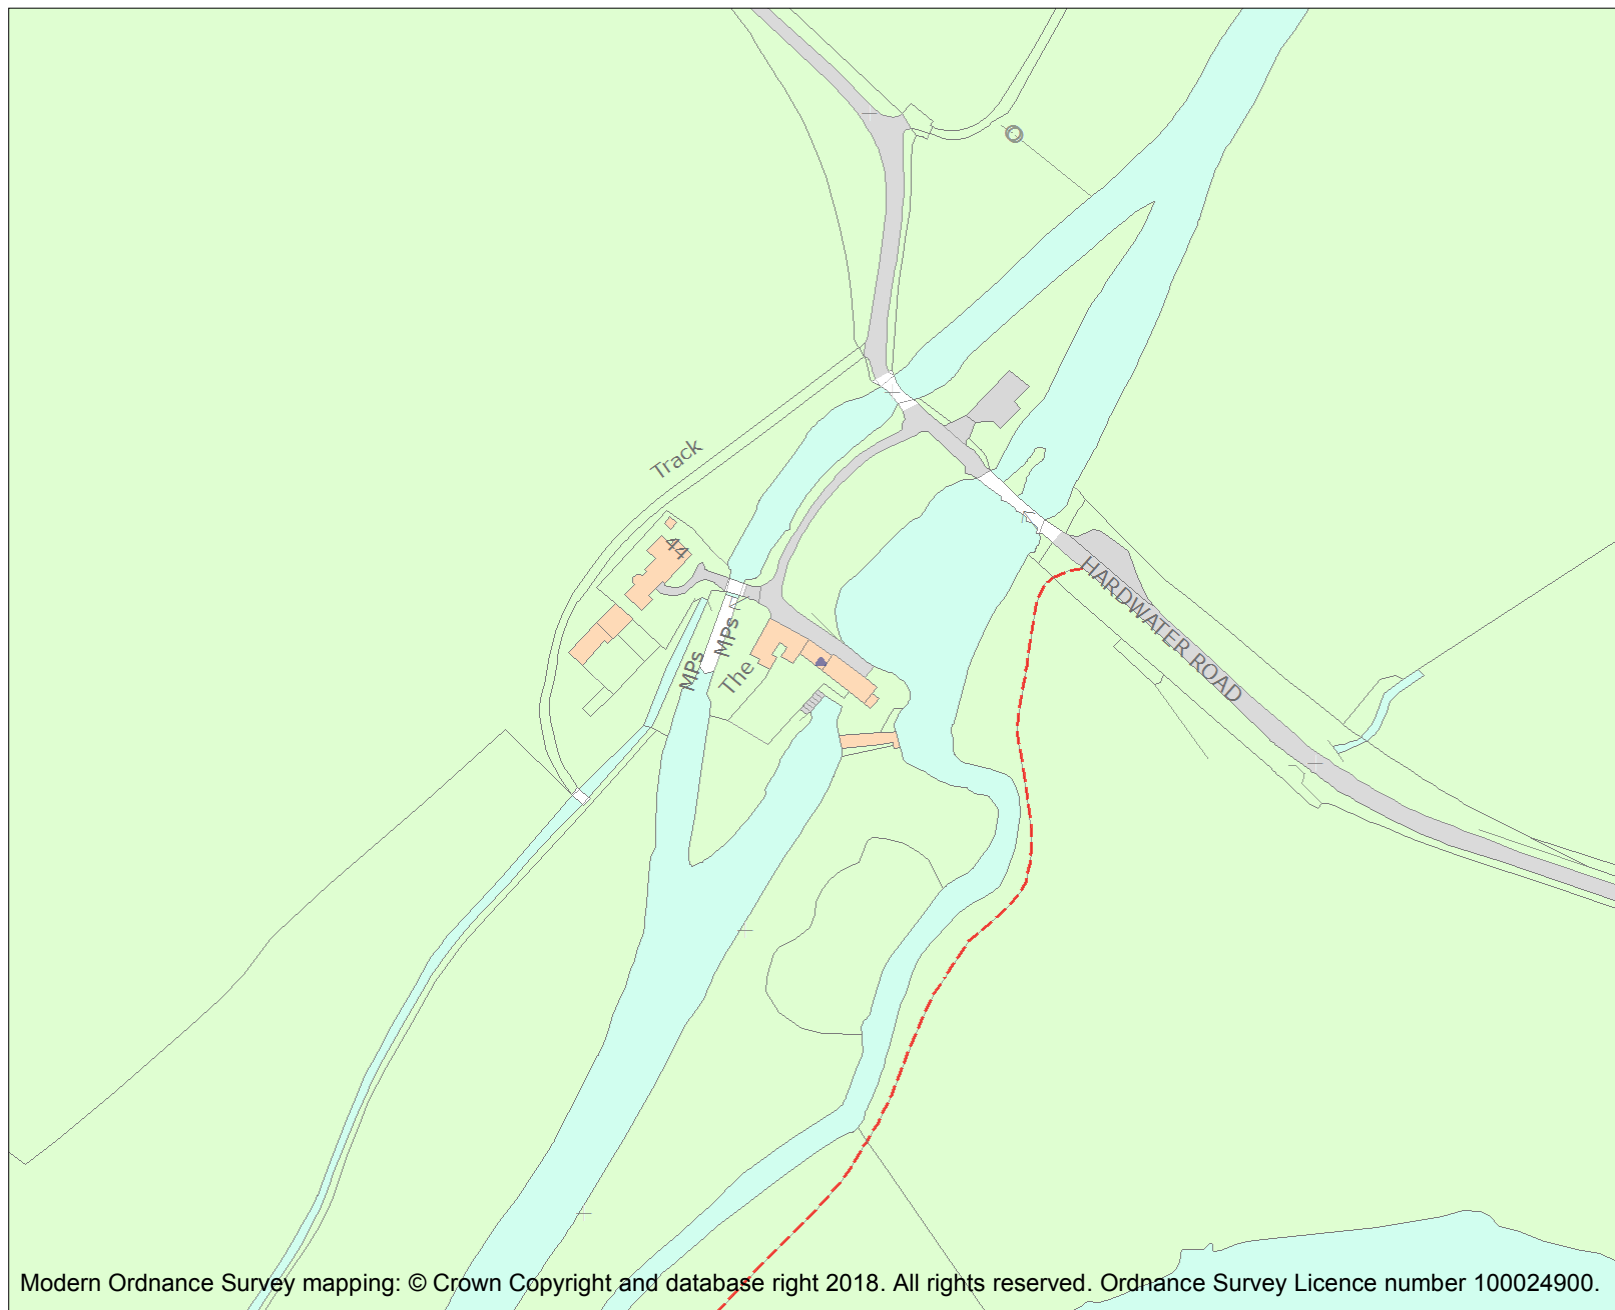 Track
44
MPs
MPs
The
HARDWATER ROAD
Modern Ordnance Survey mapping: © Crown Copyright and database right 2018. All rights reserved. Ordnance Survey Licence number 100024900.